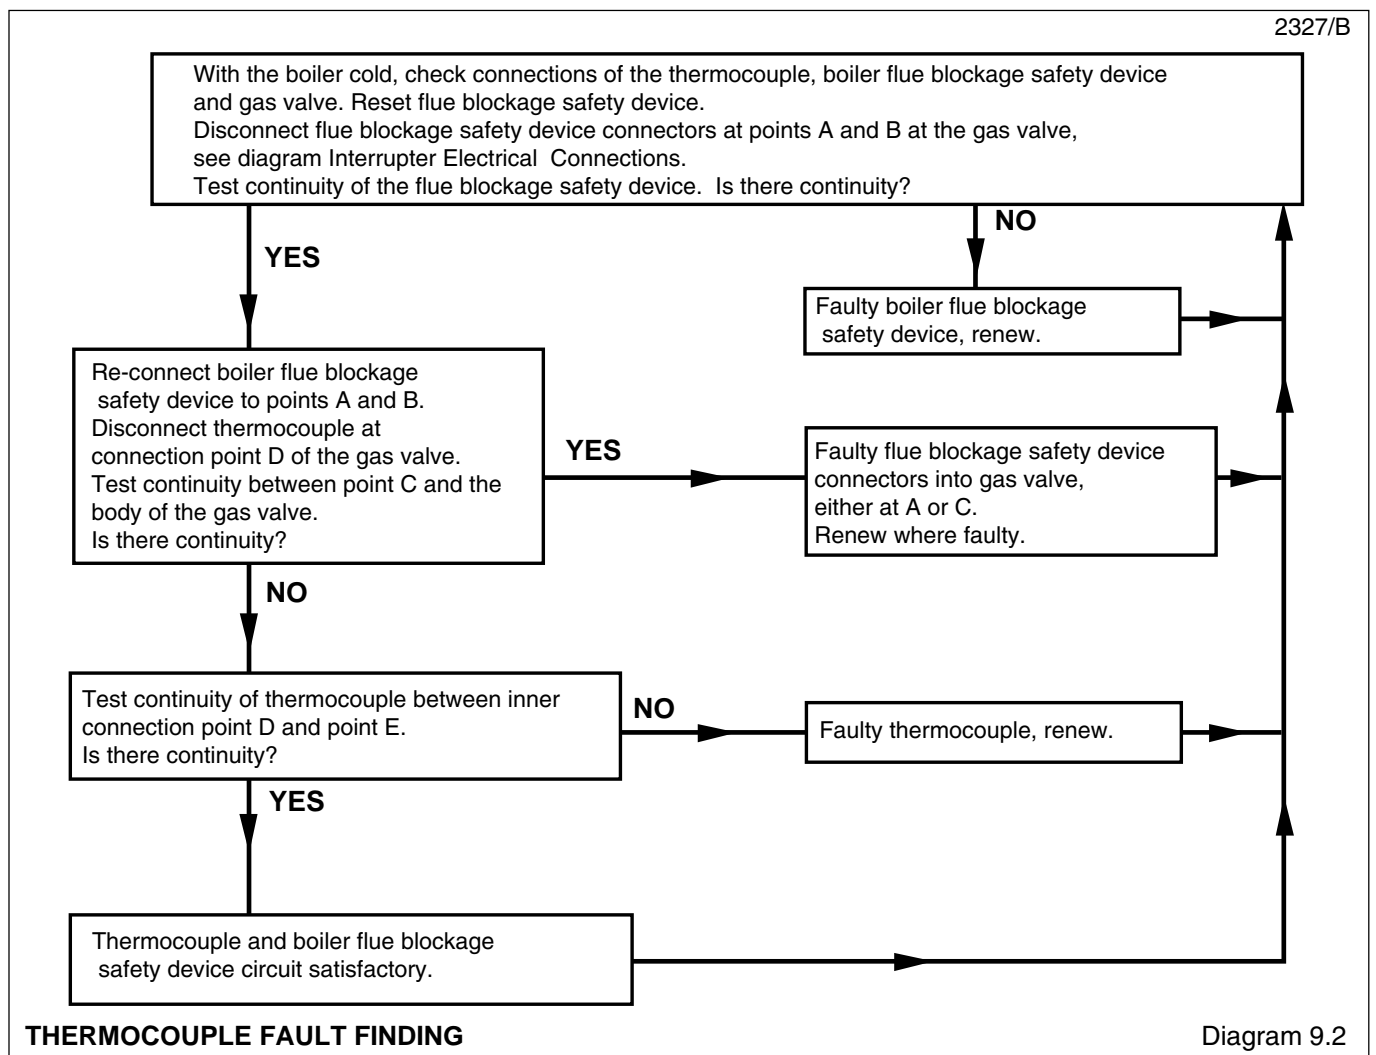 2327/B
With the boiler cold, check connections of the thermocouple, boiler flue blockage safety device
and gas valve. Reset flue blockage safety device.
Disconnect flue blockage safety device connectors at points A and B at the gas valve,
see diagram Interrupter Electrical Connections.
Test continuity of the flue blockage safety device. Is there continuity?
NO
YES
Faulty boiler flue blockage
safety device, renew.
Re-connect boiler flue blockage
safety device to points A and B.
Disconnect thermocouple at
connection point D of the gas valve.
Test continuity between point C and the
body of the gas valve.
Is there continuity?
YES
Faulty flue blockage safety device
connectors into gas valve,
either at A or C.
Renew where faulty.
NO
Test continuity of thermocouple between inner
connection point D and point E.
Is there continuity?
NO
Faulty thermocouple, renew.
YES
Thermocouple and boiler flue blockage
safety device circuit satisfactory.
THERMOCOUPLE FAULT FINDING
Diagram 9.2